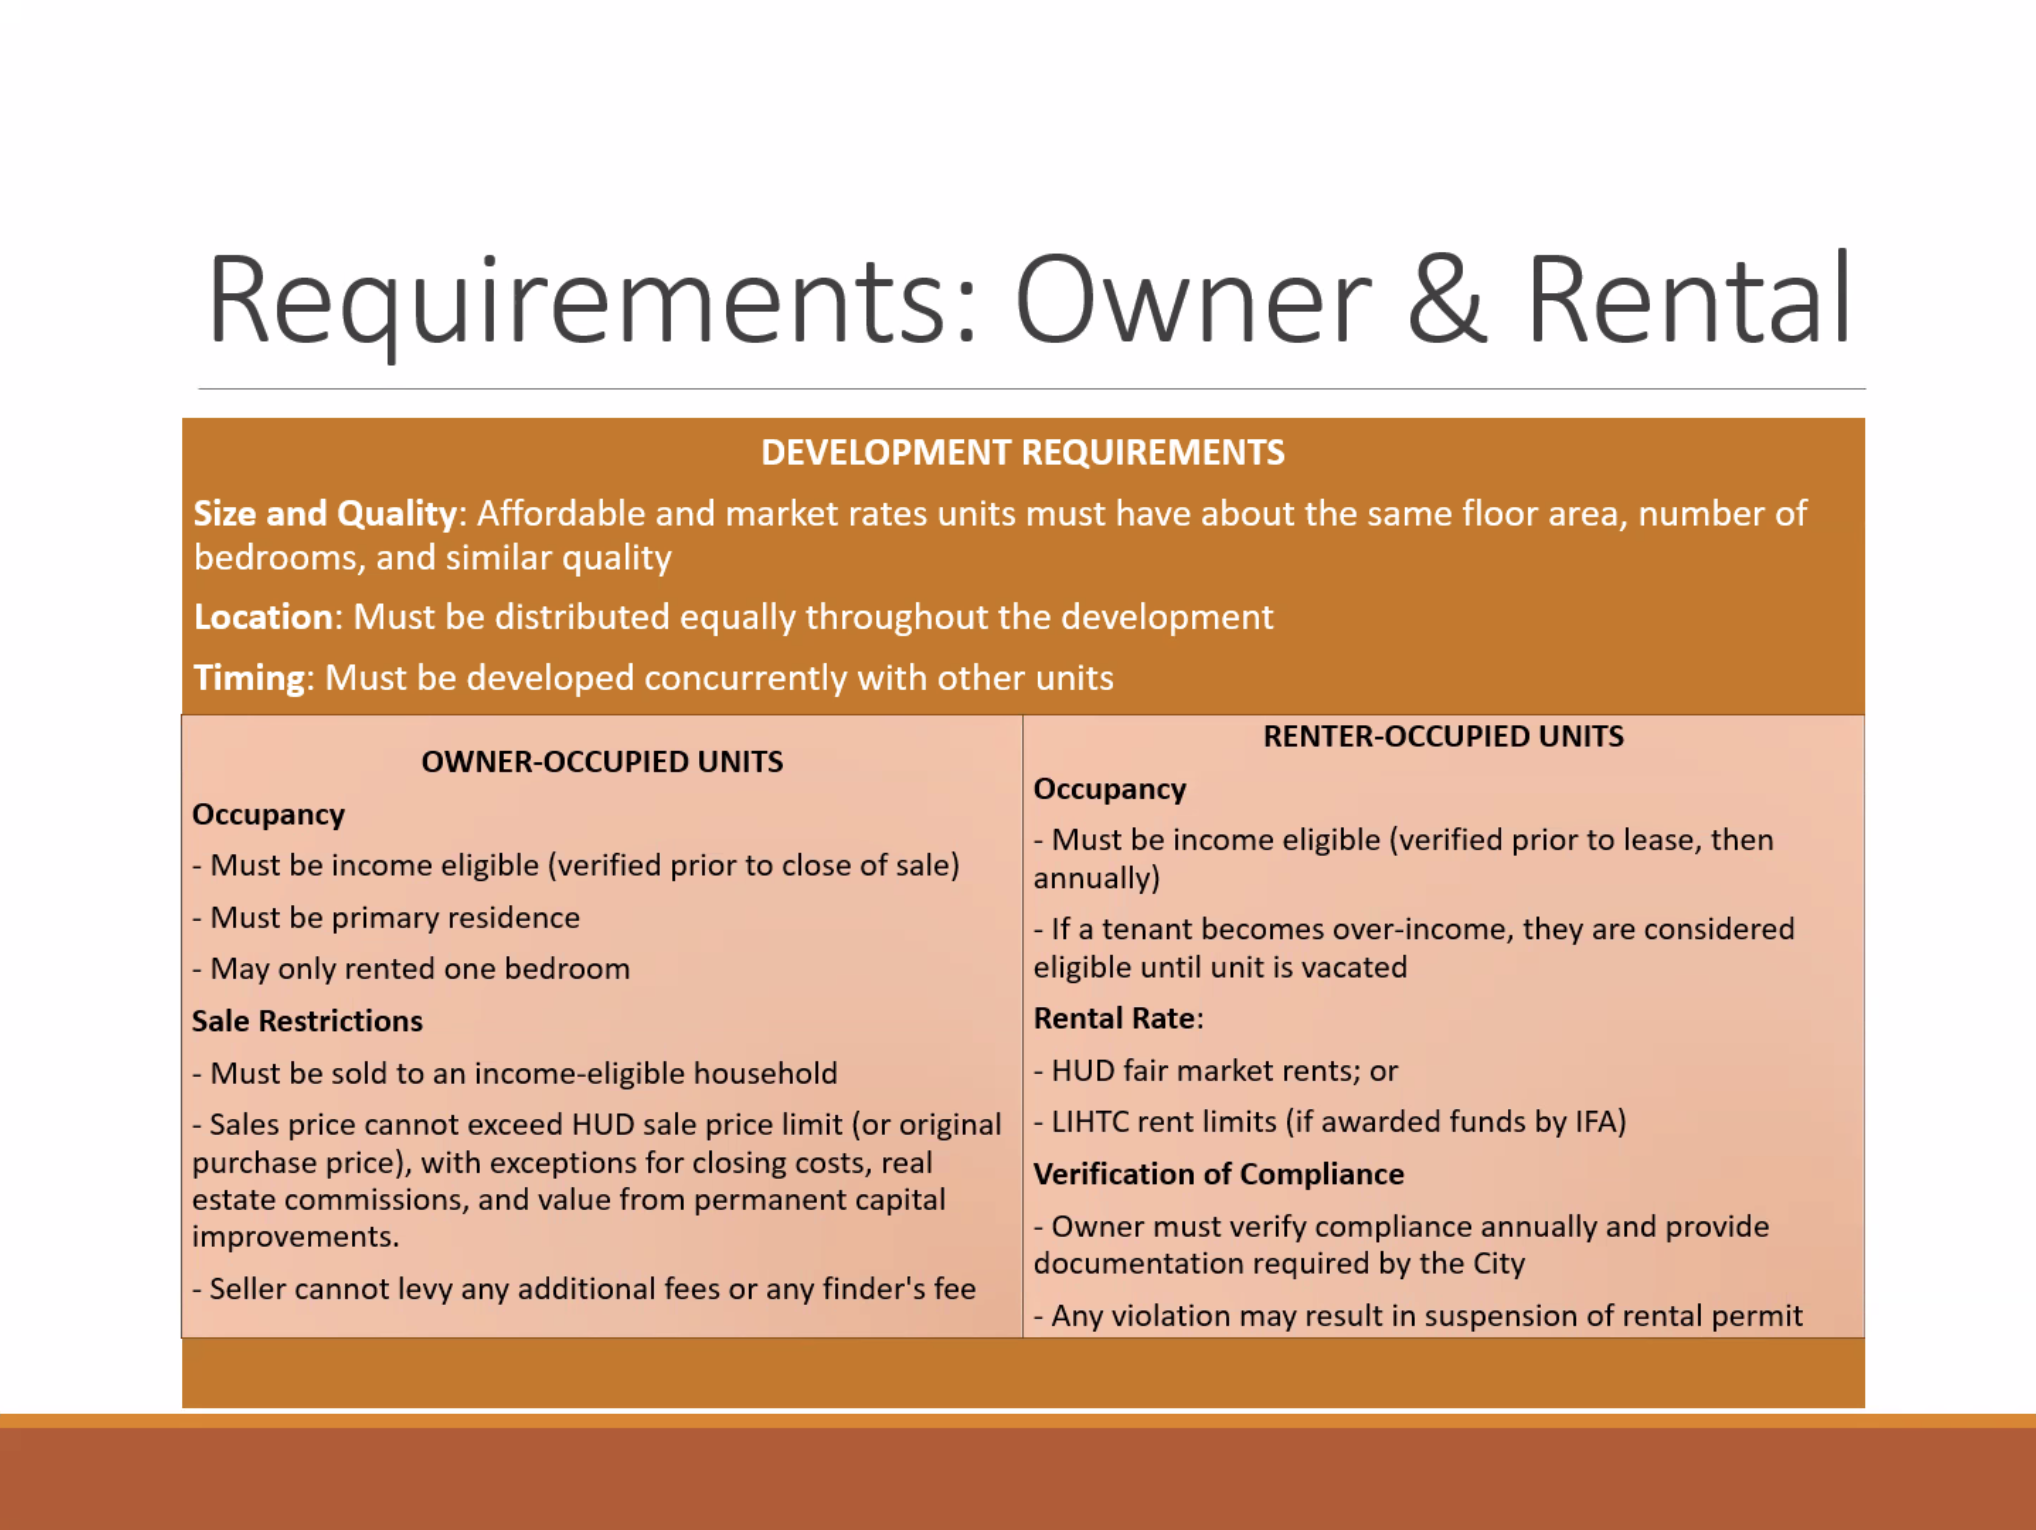 Requirements: Owner & Rental
DEVELOPMENT REQUIREMENTS
Size and Quality: Affordable and market rates units must have about the same floor area, number of
bedrooms, and similar quality
Location: Must be distributed equally throughout the development
Timing: Must be developed concurrently with other units
OWNER-OCCUPIED UNITS
Occupancy
- Must be income eligible (verified prior to close of sale)
- Must be primary residence
- May only rented one bedroom
Sale Restrictions
- Must be sold to an income-eligible household
- Sales price cannot exceed HUD sale price limit (or original
purchase price), with exceptions for closing costs, real
estate commissions, and value from permanent capital
improvements.
- Seller cannot levy any additional fees or any finder's fee
RENTER-OCCUPIED UNITS
Occupancy
- Must be income eligible (verified prior to lease, then
annually)
- If a tenant becomes over-income, they are considered
eligible until unit is vacated
Rental Rate:
- HUD fair market rents; or
- LIHTC rent limits (if awarded funds by IFA)
Verification of Compliance
- Owner must verify compliance annually and provide
documentation required by the City
- Any violation may result in suspension of rental permit